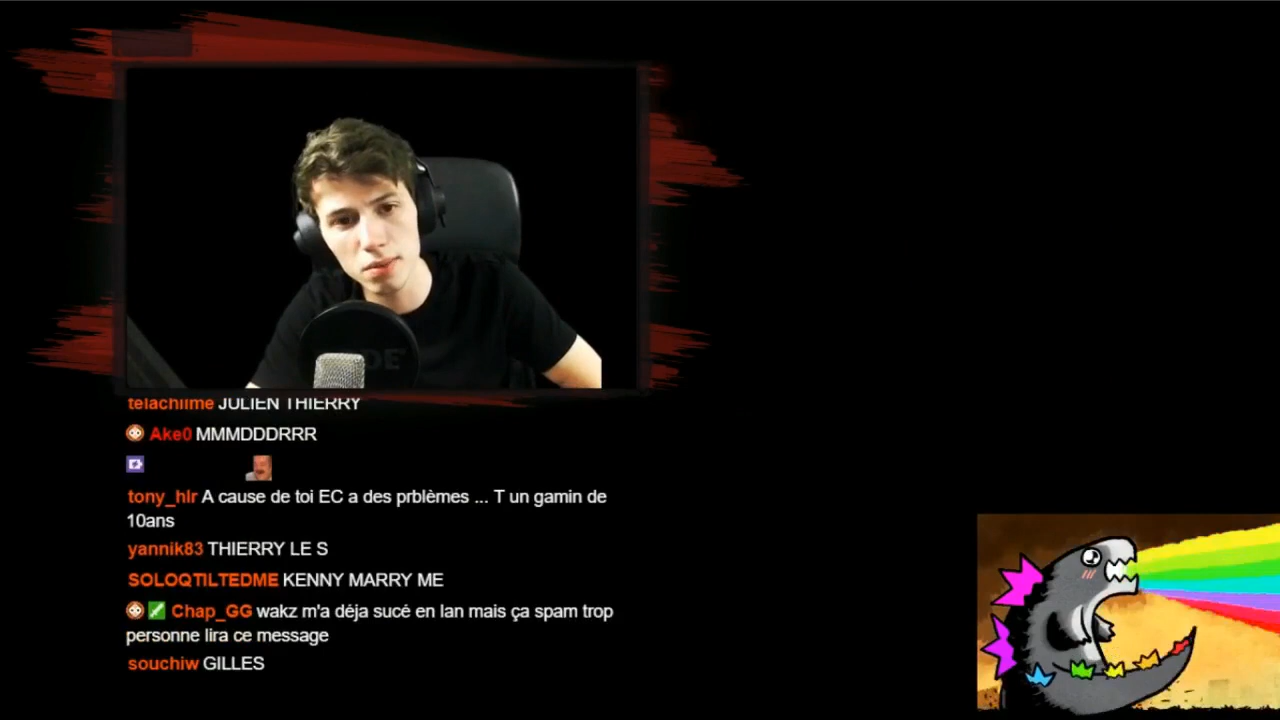 telachiime JULIEN THIERRY
Ake0 MMMDDDRRR
tony_hlr A cause de toi EC a des prblèmes ... T un gamin de
10ans
yannik83 THIERRY LE S
SOLOQTILTEDME KENNY MARRY ME
Chap_GG wakz m'a déja sucé en lan mais ça spam trop
personne lira ce message
souchiw GILLES